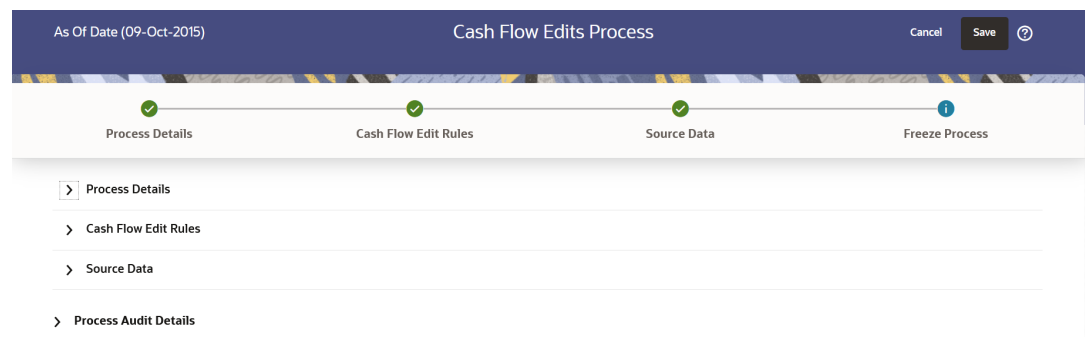 As Of Date (09-Oct-2015)
Cash Flow Edits Process
Cancel
Save
Process Details
Cash Flow Edit Rules
Source Data
Freeze Process
Process Details
Cash Flow Edit Rules
Source Data
Process Audit Details